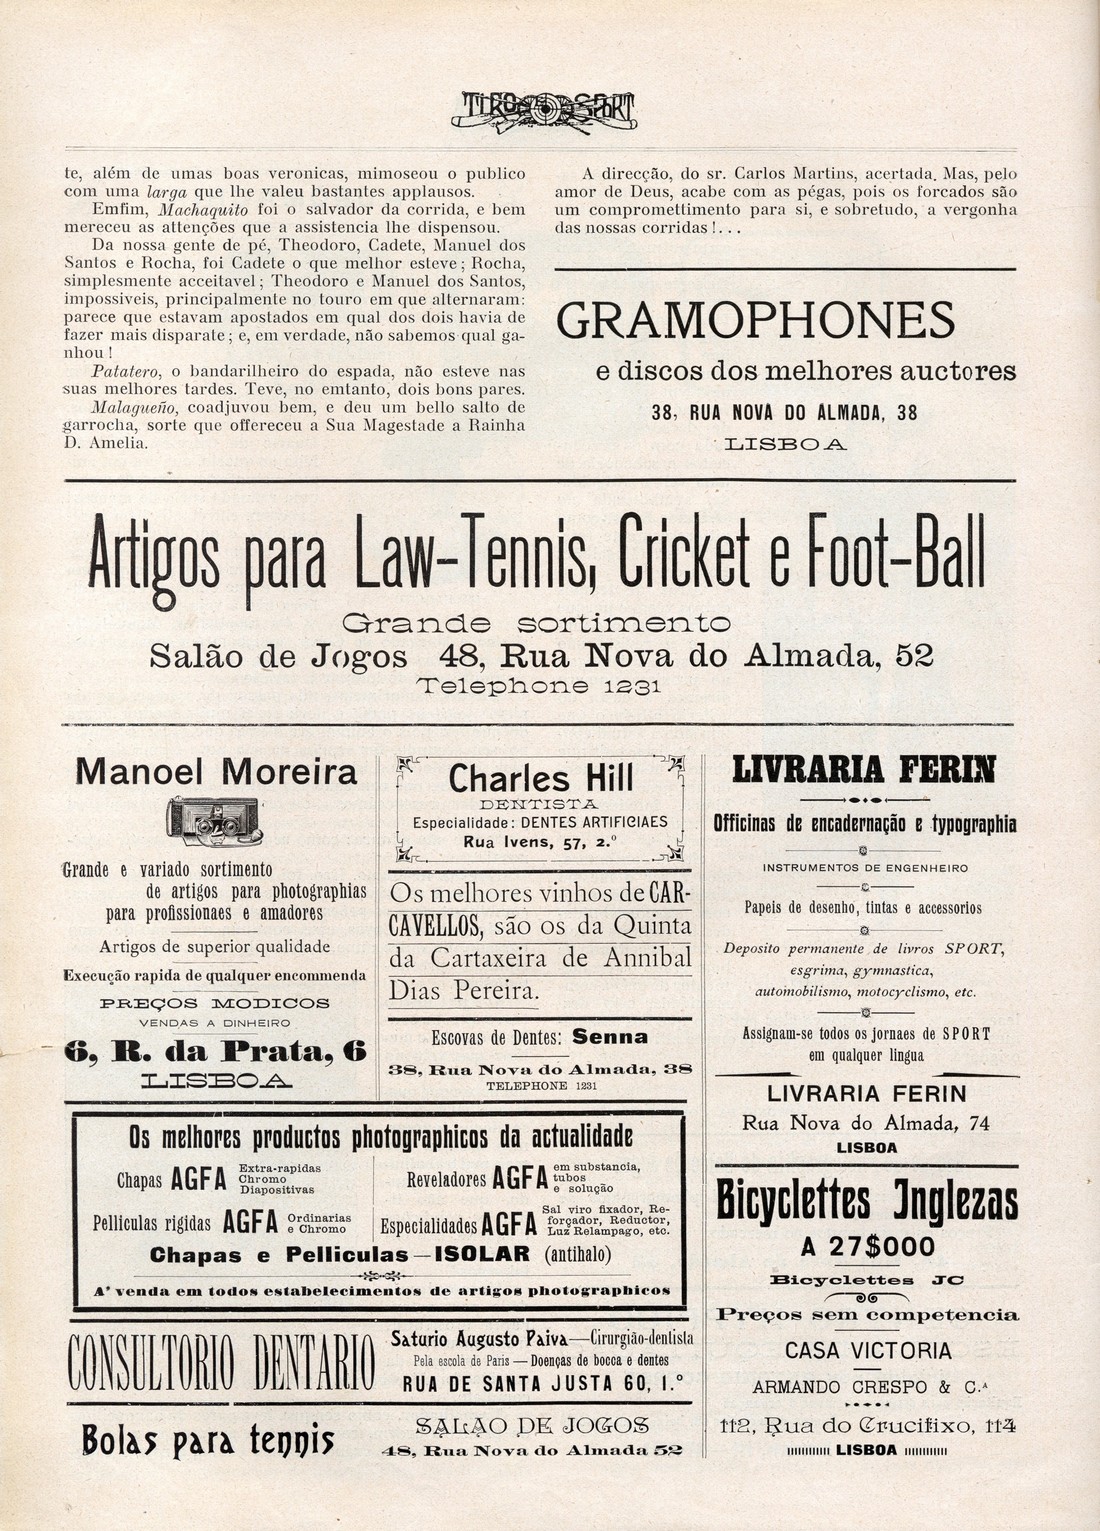 TIRO E SPORT
te, além de umas boas veronicas, mimoseou o publico
com uma larga que lhe valeu bastantes applausos.
Emfim, Machaquito foi o salvador da corrida, e bem
mereceu as attenções que a assistencia lhe dispensou.
Da nossa gente de pé, Theodoro, Cadete, Manuel dos
Santos e Rocha, foi Cadete o que melhor esteve; Rocha,
simplesmente acceitavel; Theodoro e Manuel dos Santos,
impossiveis, principalmente no touro em que alternaram:
parece que estavam apostados em qual dos dois havia de
fazer mais disparate; e, em verdade, não sabemos qual ga-
nhou!
Patatero, o bandarilheiro do espada, não esteve nas
suas melhores tardes. Teve, no emtanto, dois bons pares.
Malagueño, coadjuvou bem, e deu um bello salto de
garrocha, sorte que offereceu a Sua Magestade a Rainha
D. Amelia.
A direcção, do sr. Carlos Martins, acertada. Mas, pelo
amor de Deus, acabe com as pégas, pois os forcados são
um compromettimento para si, e sobretudo, a vergonha
das nossas corridas!...
GRAMOPHONES
e discos dos melhores auctores
38, RUA NOVA DO ALMADA, 38
LISBOA
Artigos para Law-Tennis, Cricket e Foot-Ball
Grande sortimento
Salão de Jogos 48, Rua Nova do Almada, 52
Telephone 1231
Manoel Moreira
Grande e variado sortimento
de artigos para photographias
para profissionaes e amadores
Artigos de superior qualidade
Execução rapida de qualquer encommenda
PREÇOS MODICOS
VENDAS A DINHEIRO
6, R. da Prata, 6
LISBOA
Charles Hill
DENTISTA
Especialidade: DENTES ARTIFICIAES
Rua Ivens, 57, 2.º
Os melhores vinhos de CAR-
CAVELLOS, são os da Quinta
da Cartaxeira de Annibal
Dias Pereira.
Escovas de Dentes: Senna
38, Rua Nova do Almada, 38
TELEPHONE 1231
LIVRARIA FERIN
Officinas de encadernação e typographia
INSTRUMENTOS DE ENGENHEIRO
Papeis de desenho, tintas e accessorios
Deposito permanente de livros SPORT,
esgrima, gymnastica,
automobilismo, motocyclismo, etc.
Assignam-se todos os jornaes de SPORT
em qualquer lingua
LIVRARIA FERIN
Rua Nova do Almada, 74
LISBOA
Os melhores productos photographicos da actualidade
Chapas AGFA Extra-rapidas
Chromo
Diapositivas
Reveladores AGFA em substancia,
tubos
e solução
Pelliculas rigidas AGFA Ordinarias
e Chromo
Especialidades AGFA Sal viro fixador, Re-
forçador, Reductor,
Luz Relampago, etc.
Chapas e Pelliculas—ISOLAR (antihalo)
A' venda em todos estabelecimentos de artigos photographicos
CONSULTORIO DENTARIO
Saturio Augusto Paiva—Cirurgião-dentista
Pela escola de Paris — Doenças de bocca e dentes
RUA DE SANTA JUSTA 60, 1.º
Bolas para tennis
SALÃO DE JOGOS
48, Rua Nova do Almada 52
Bicyclettes Inglezas
A 27$000
Bicyclettes JC
Preços sem competencia
CASA VICTORIA
ARMANDO CRESPO & C.ᴬ
112, Rua do Crucifixo, 114
LISBOA